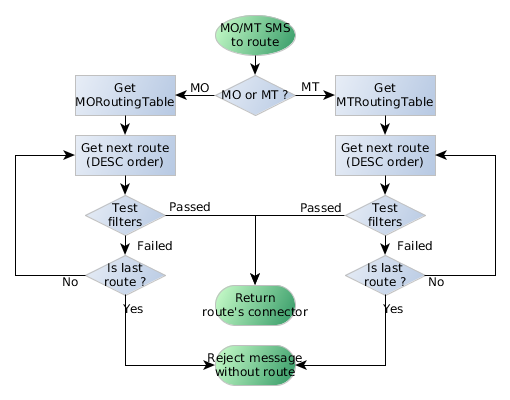 MO/MT SMS
to route
MO or MT ?
MO
MT
Get
MORoutingTable
Get
MTRoutingTable
Get next route
(DESC order)
Get next route
(DESC order)
Test
filters
Passed
Passed
Test
filters
Failed
Failed
Is last
route ?
No
Is last
route ?
No
Yes
Yes
Return
route's connector
Reject message
without route